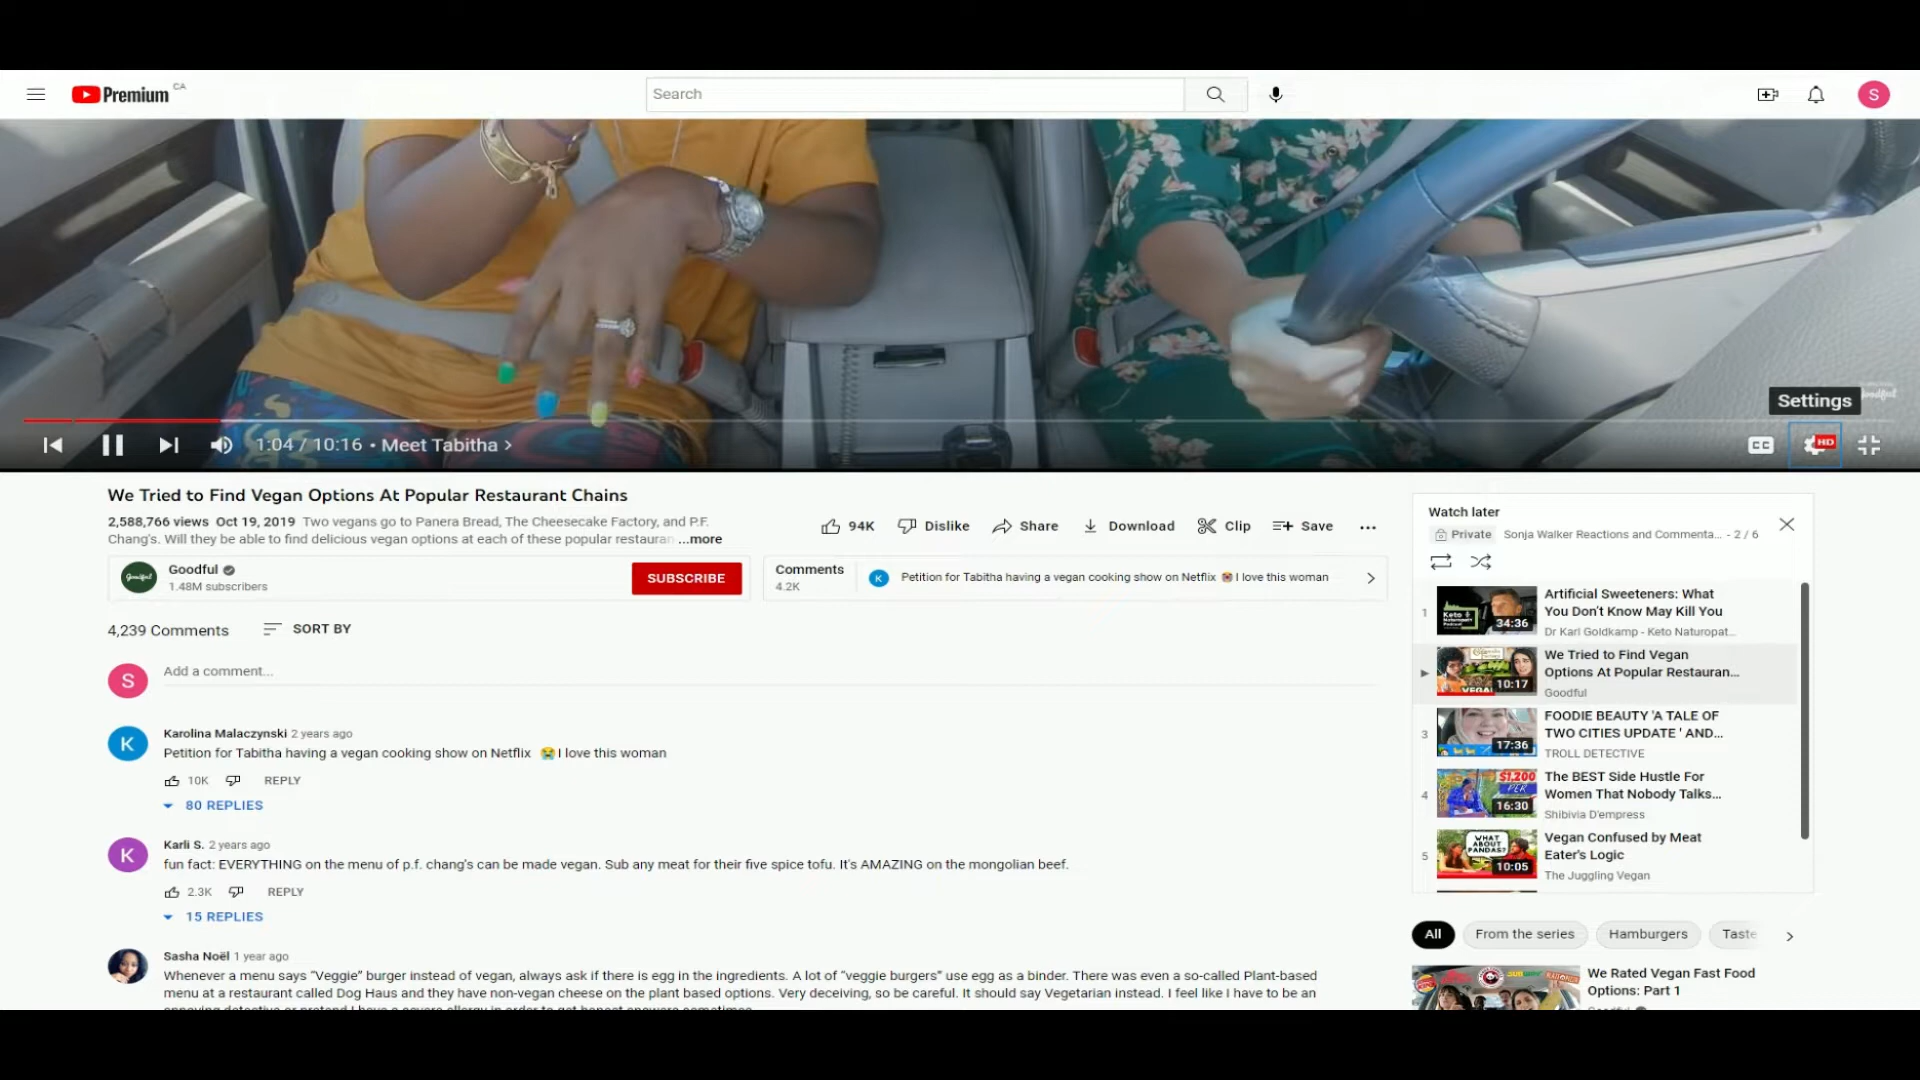 Premium CA
Search
S
Settings
1:04 / 10:16 • Meet Tabitha >
CC
HD
We Tried to Find Vegan Options At Popular Restaurant Chains
2,588,766 views Oct 19, 2019 Two vegans go to Panera Bread, The Cheesecake Factory, and P.F.
Chang's. Will they be able to find delicious vegan options at each of these popular restauran ...more
94K Dislike Share Download Clip Save ...
Goodful
Goodful
1.48M subscribers
SUBSCRIBE
Comments
4.2K
K Petition for Tabitha having a vegan cooking show on Netflix 😭 I love this woman
4,239 Comments SORT BY
S Add a comment...
K
Karolina Malaczynski 2 years ago
Petition for Tabitha having a vegan cooking show on Netflix 😭 I love this woman
10K REPLY
80 REPLIES
K
Karli S. 2 years ago
fun fact: EVERYTHING on the menu of p.f. chang's can be made vegan. Sub any meat for their five spice tofu. It's AMAZING on the mongolian beef.
2.3K REPLY
15 REPLIES
Sasha Noël 1 year ago
Whenever a menu says "Veggie" burger instead of vegan, always ask if there is egg in the ingredients. A lot of "veggie burgers" use egg as a binder. There was even a so-called Plant-based
menu at a restaurant called Dog Haus and they have non-vegan cheese on the plant based options. Very deceiving, so be careful. It should say Vegetarian instead. I feel like I have to be an
Watch later
Private Sonja Walker Reactions and Commenta... - 2 / 6
1
34:36
Artificial Sweeteners: What
You Don't Know May Kill You
Dr Karl Goldkamp - Keto Naturopat...
10:17
We Tried to Find Vegan
Options At Popular Restauran...
Goodful
3
17:36
FOODIE BEAUTY 'A TALE OF
TWO CITIES UPDATE ' AND...
TROLL DETECTIVE
4
$1,200
PER
16:30
The BEST Side Hustle For
Women That Nobody Talks...
Shibivia D'empress
5
WHAT
ABOUT
PANDAS?
10:05
Vegan Confused by Meat
Eater's Logic
The Juggling Vegan
All From the series Hamburgers Taste
We Rated Vegan Fast Food
Options: Part 1